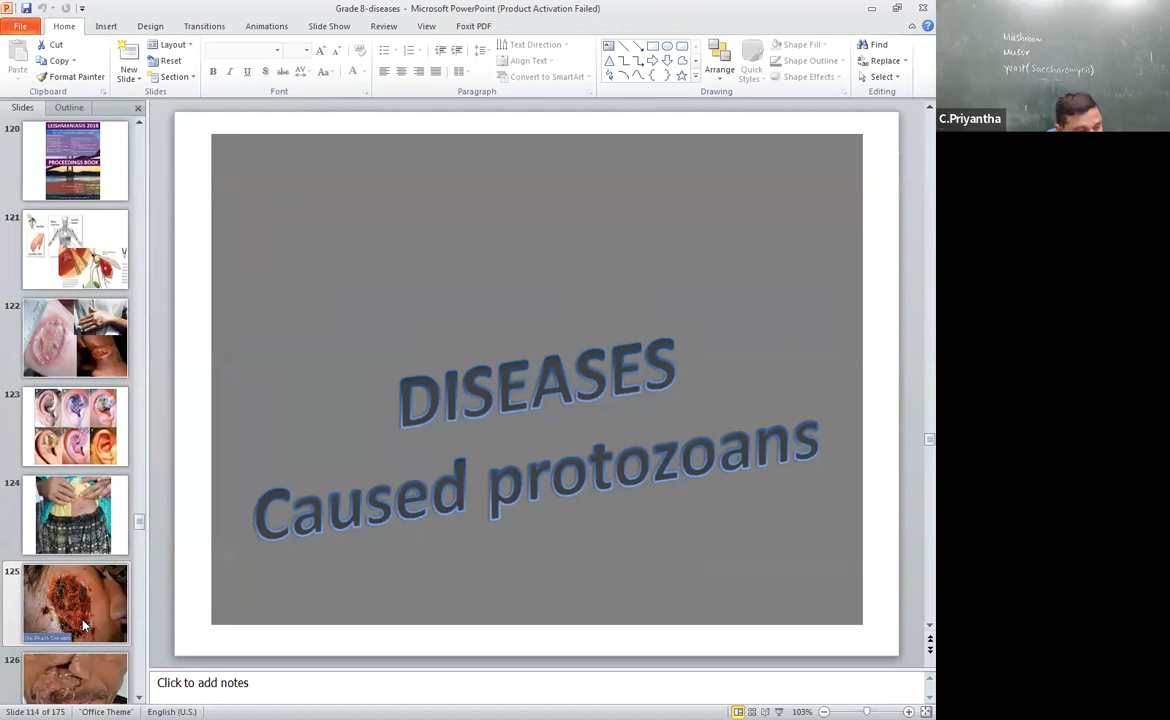 Grade 8-diseases - Microsoft PowerPoint (Product Activation Failed)
File Home Insert Design Transitions Animations Slide Show Review View Foxit PDF
Paste
Cut
Copy
Format Painter
Clipboard
New
Slide
Layout
Reset
Section
Slides
Font
Text Direction
Align Text
Convert to SmartArt
Paragraph
Arrange
Quick
Styles
Shape Fill
Shape Outline
Shape Effects
Drawing
Find
Replace
Select
Editing
Slides Outline
120
LEISHMANIASIS 2018
PROCEEDINGS BOOK
121
122
123
124
125
126
DISEASES
Caused protozoans
Click to add notes
Slide 114 of 175 "Office Theme" English (U.S.) 103%
Mushroom
Mucor
yeast (Saccharomycis)
C.Priyantha